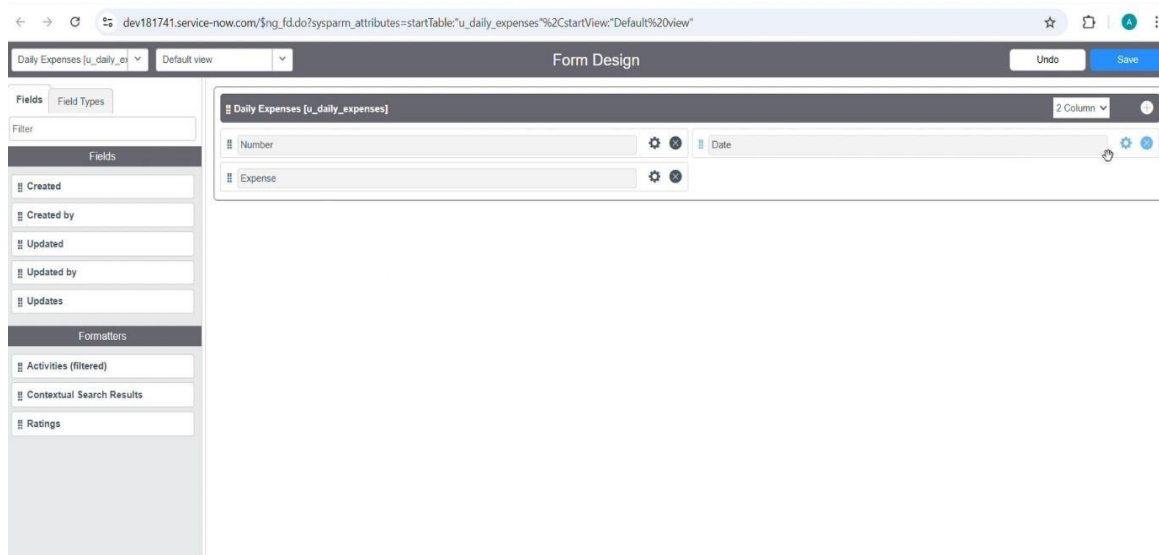 dev181741.service-now.com/$ng_fd.do?sysparm_attributes=startTable:"u_daily_expenses"%2CstartView:"Default%20view"
A
Daily Expenses [u_daily_ex
Default view
Form Design
Undo
Save
Fields
Field Types
Filter
Fields
Created
Created by
Updated
Updated by
Updates
Formatters
Activities (filtered)
Contextual Search Results
Ratings
Daily Expenses [u_daily_expenses]
2 Column
Number
Date
Expense